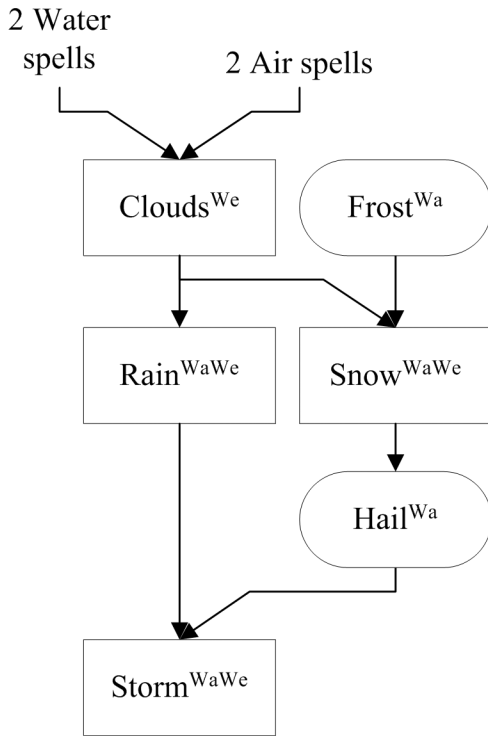 2 Water
spells
2 Air spells
Clouds^We
Frost^Wa
Rain^WaWe
Snow^WaWe
Hail^Wa
Storm^WaWe